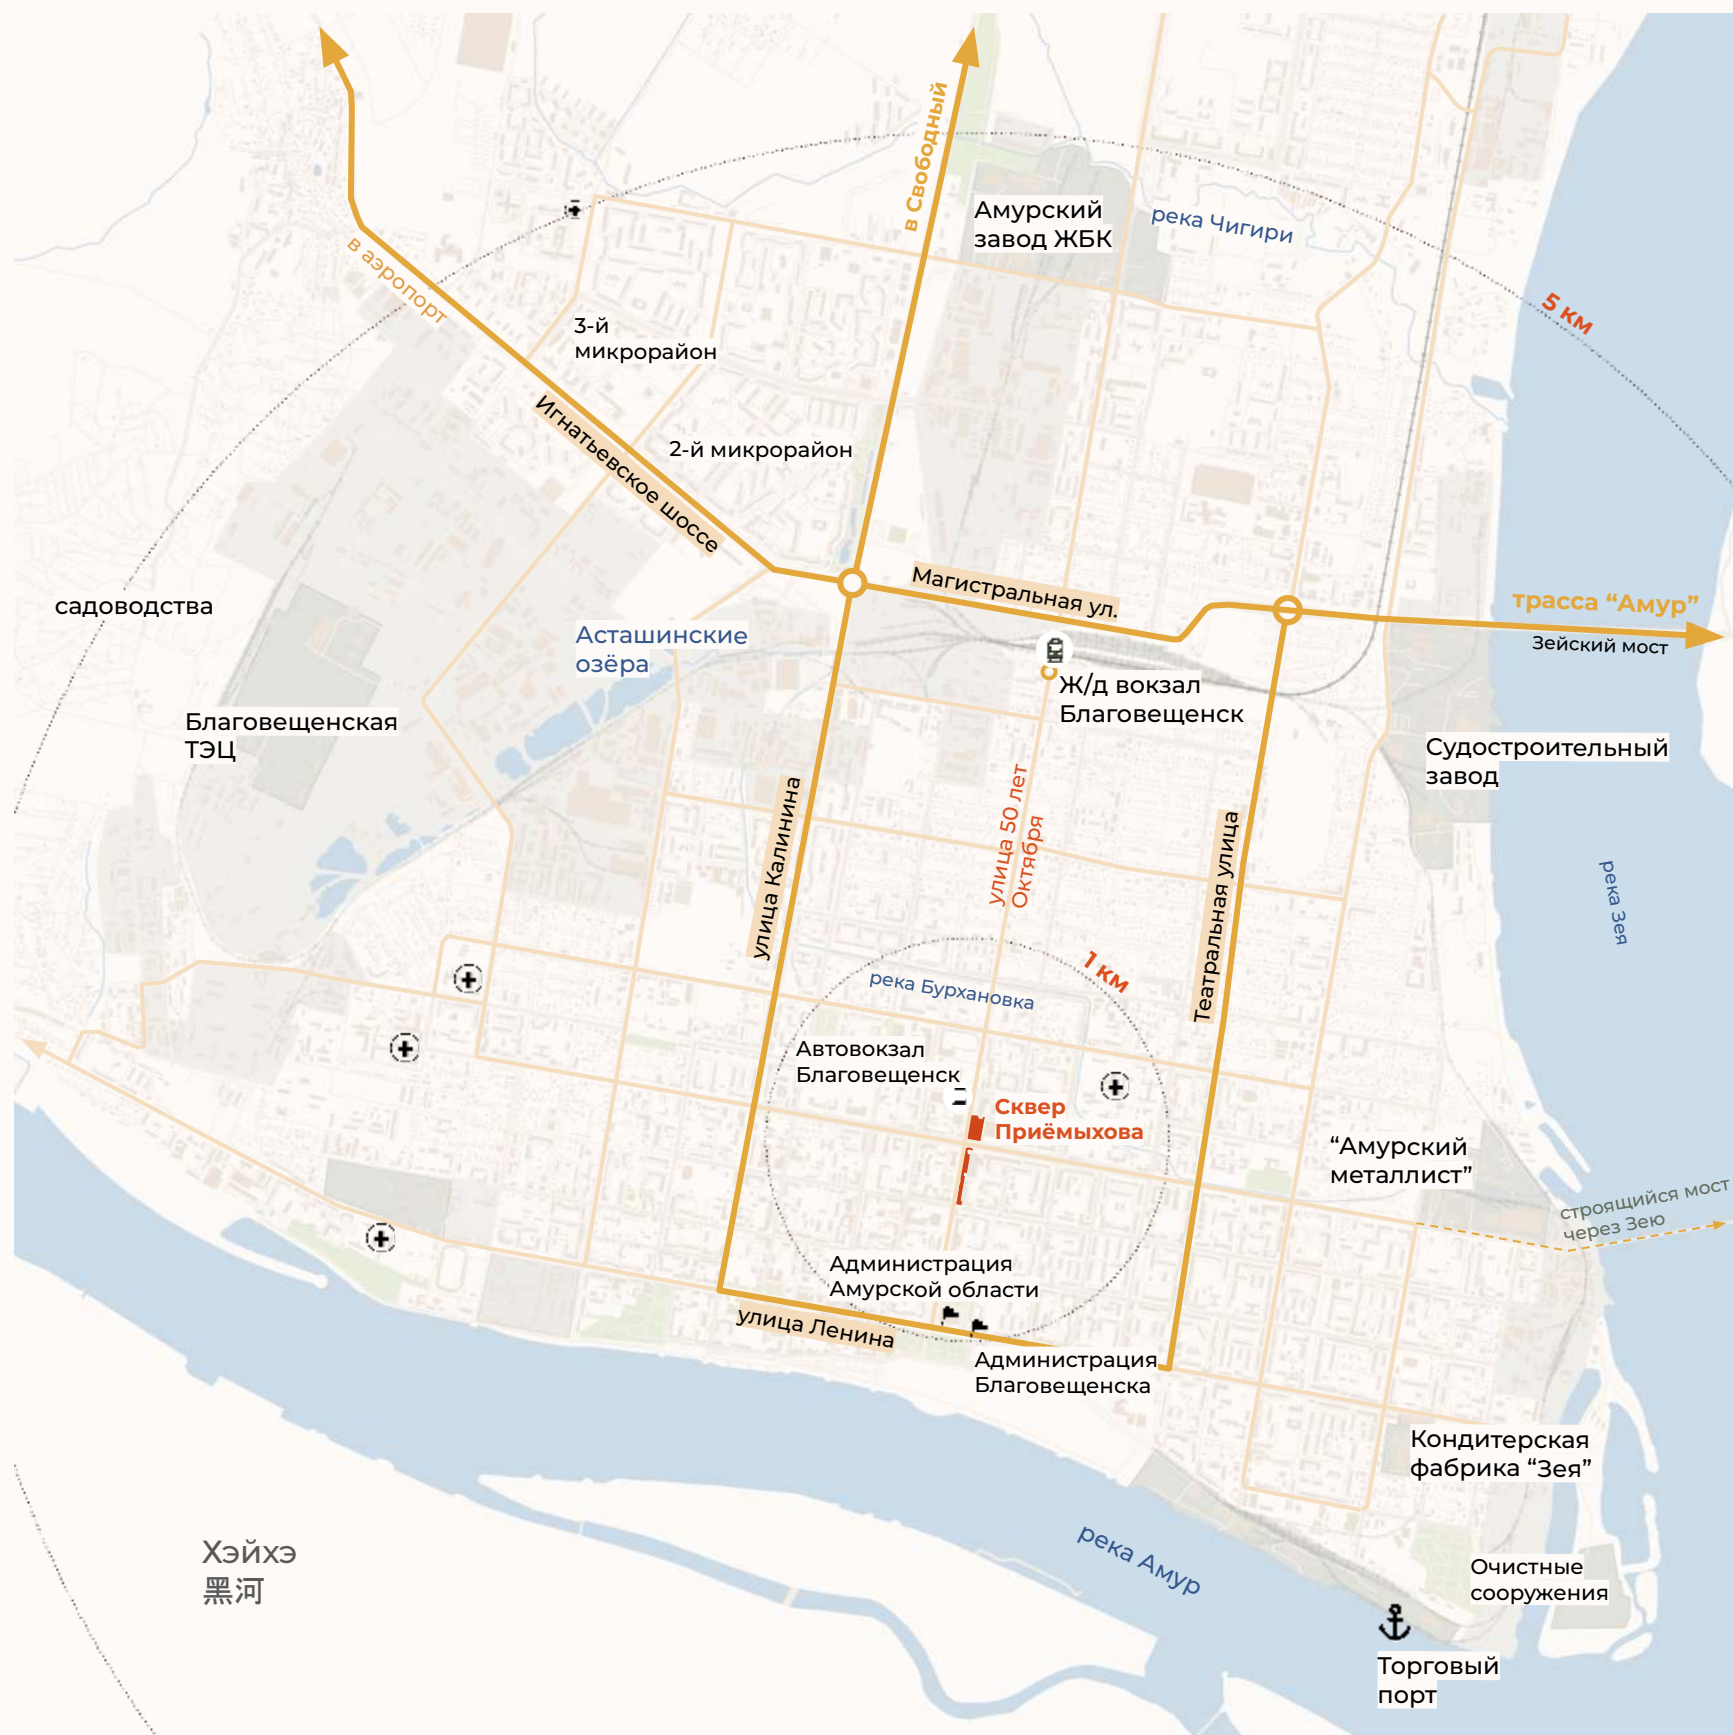 в Свободный
Амурский
завод ЖБК
река Чигири
в аэропорт
5 км
3-й
микрорайон
Игнатьевское шоссе
2-й микрорайон
Магистральная ул.
трасса “Амур”
Зейский мост
садоводства
Асташинские
озёра
Ж/д вокзал
Благовещенск
Благовещенская
ТЭЦ
Судостроительный
завод
улица 50 лет
Октября
улица Калинина
Театральная улица
река Зея
1 км
река Бурхановка
Автовокзал
Благовещенск
Сквер
Приёмыхова
“Амурский
металлист”
строящийся мост
через Зею
Администрация
Амурской области
улица Ленина
Администрация
Благовещенска
Кондитерская
фабрика “Зея”
река Амур
Хэйхэ
黑河
Очистные
сооружения
Торговый
порт